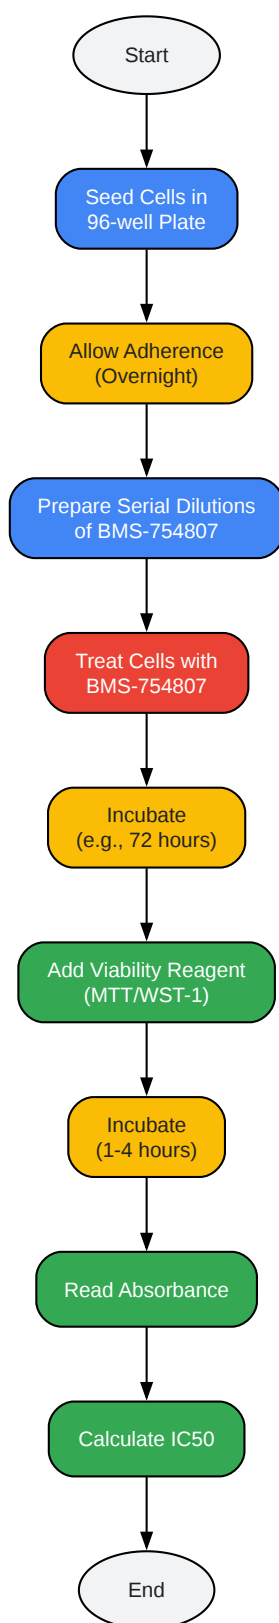 Start
Seed Cells in
96-well Plate
Allow Adherence
(Overnight)
Prepare Serial Dilutions
of BMS-754807
Treat Cells with
BMS-754807
Incubate
(e.g., 72 hours)
Add Viability Reagent
(MTT/WST-1)
Incubate
(1-4 hours)
Read Absorbance
Calculate IC50
End